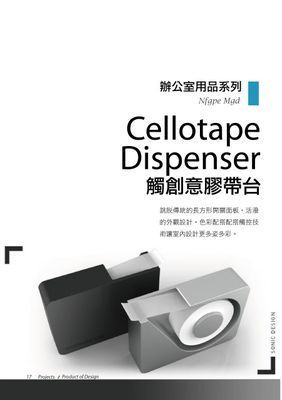 辦公室用品系列
Nfgpe Mgd
Cellotape
Dispenser
觸創意膠帶台
跳脫傳統的長方形開關面板，活潑
的外觀設計，色彩配搭配搭觸控技
術讓室內設計更多姿多彩。
SONIC DESIGN
17 Projects / Product of Design